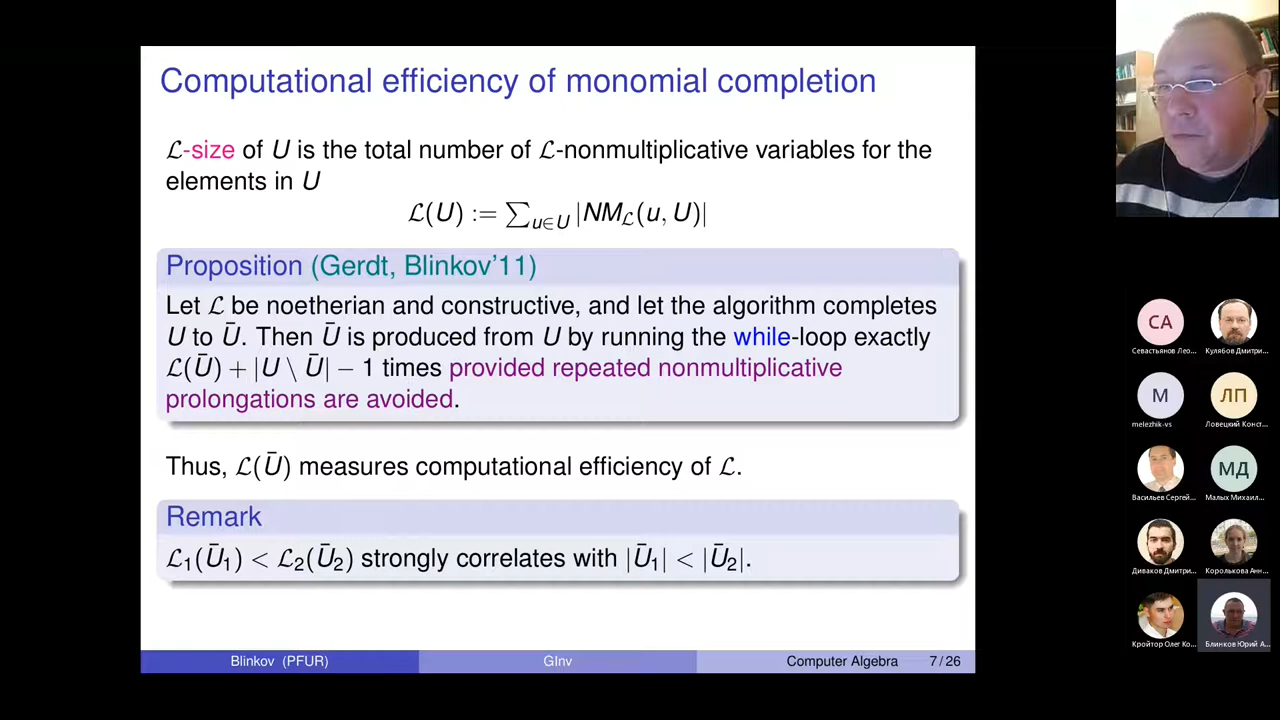 Computational efficiency of monomial completion
ℒ-size of U is the total number of ℒ-nonmultiplicative variables for the
elements in U
ℒ(U) := ∑_{u∈U} |NM_ℒ(u, U)|
Proposition (Gerdt, Blinkov'11)
Let ℒ be noetherian and constructive, and let the algorithm completes
U to Ū. Then Ū is produced from U by running the while-loop exactly
ℒ(Ū) + |U \ Ū| − 1 times provided repeated nonmultiplicative
prolongations are avoided.
Thus, ℒ(Ū) measures computational efficiency of ℒ.
Remark
ℒ₁(Ū₁) < ℒ₂(Ū₂) strongly correlates with |Ū₁| < |Ū₂|.
Blinkov (PFUR) GInv Computer Algebra 7 / 26
СА
Севастьянов Лео...
Кулябов Дмитри...
М
melezhik-vs
ЛП
Ловецкий Конст...
Васильев Сергей...
МД
Малых Михаил...
Диваков Дмитри...
Королькова Анн...
Кройтор Олег Ко...
Блинков Юрий А...